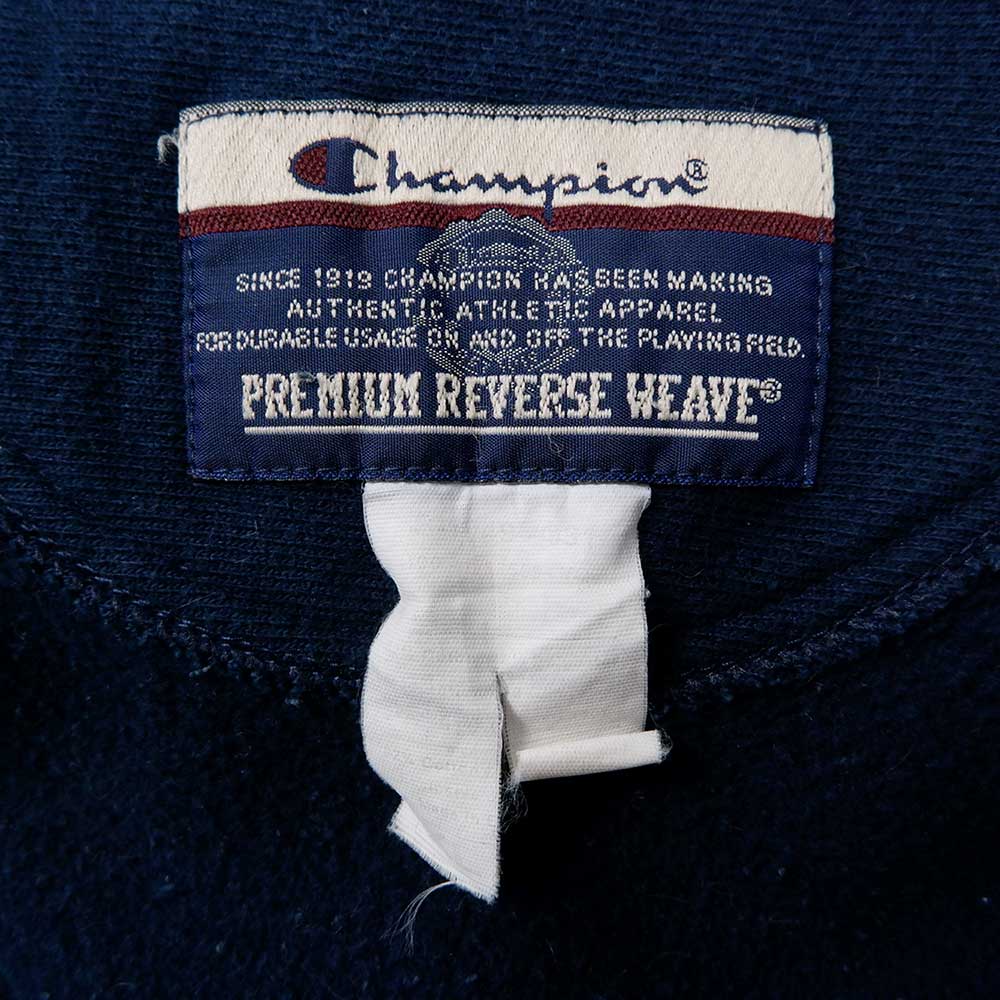 Champion®
SINCE 1919 CHAMPION HAS BEEN MAKING
AUTHENTIC ATHLETIC APPAREL
FOR DURABLE USAGE ON AND OFF THE PLAYING FIELD.
PREMIUM REVERSE WEAVE®